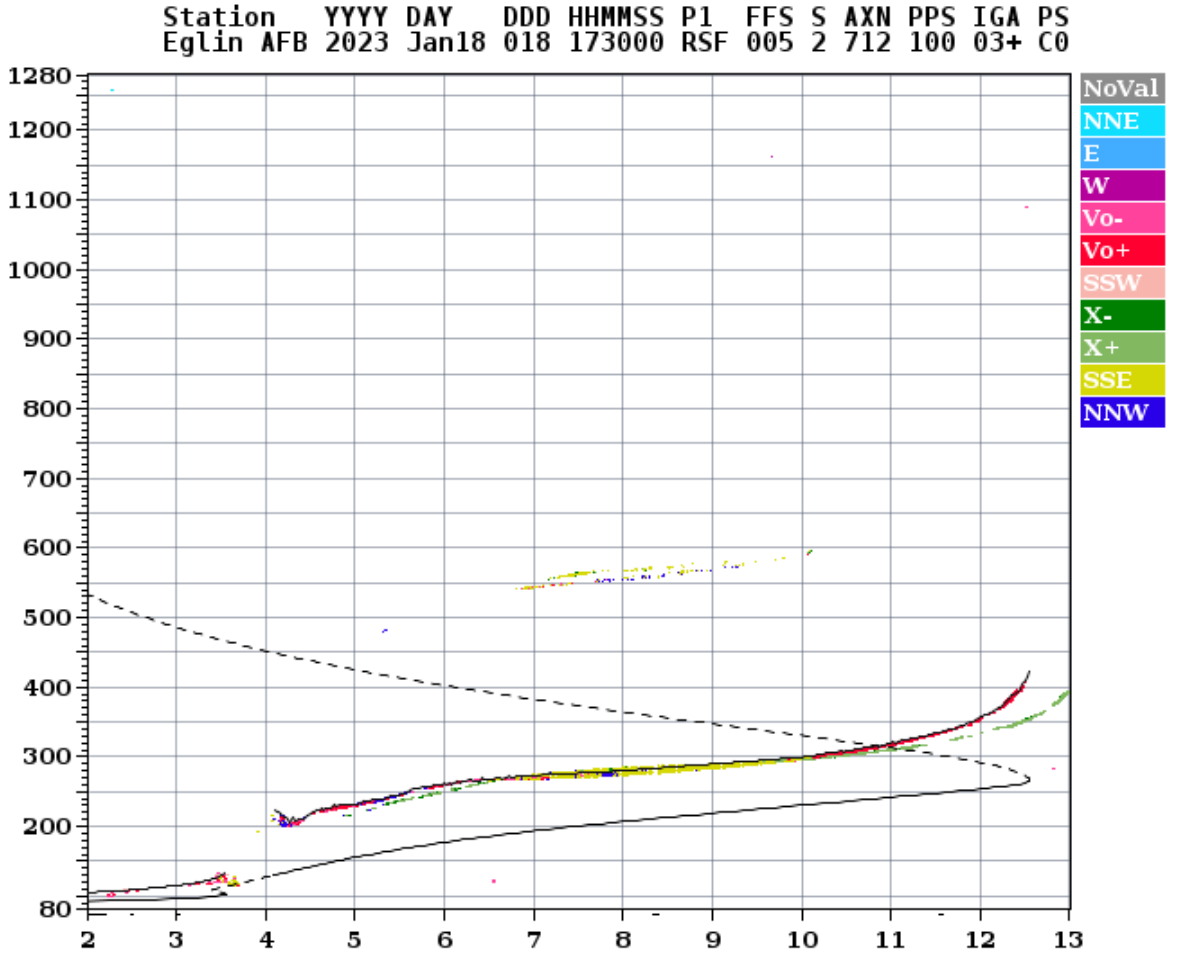 Station YYYY DAY DDD HHMMSS P1 FFS S AXN PPS IGA PS
Eglin AFB 2023 Jan18 018 173000 RSF 005 2 712 100 03+ C0
1280
1200
1100
1000
900
800
700
600
500
400
300
200
80
2 3 4 5 6 7 8 9 10 11 12 13
NoVal
NNE
E
W
Vo-
Vo+
SSW
X-
X+
SSE
NNW